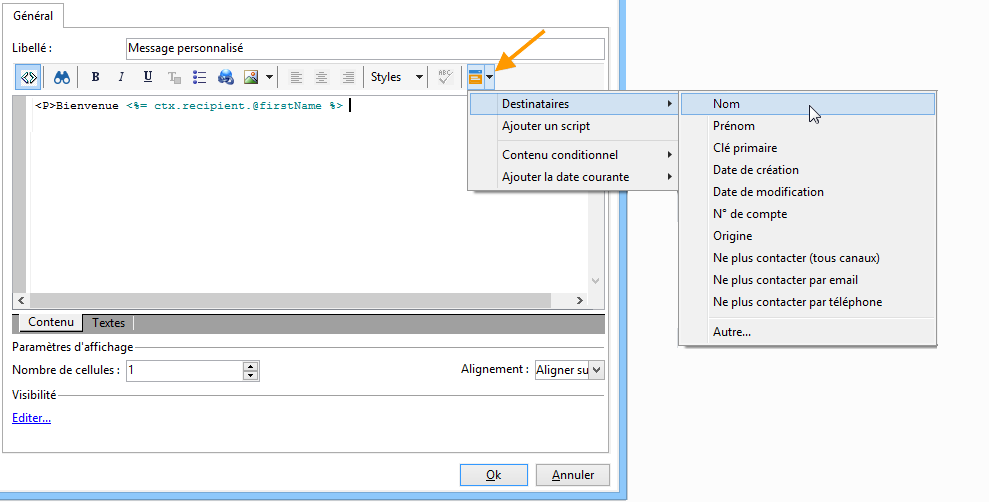 Général
Libellé :
Message personnalisé
B I U T Styles ABC
<P>Bienvenue <%= ctx.recipient.@firstName %>
Destinataires
Ajouter un script
Contenu conditionnel
Ajouter la date courante
Nom
Prénom
Clé primaire
Date de création
Date de modification
N° de compte
Origine
Ne plus contacter (tous canaux)
Ne plus contacter par email
Ne plus contacter par téléphone
Autre...
Contenu Textes
Paramètres d'affichage
Nombre de cellules : 1 Alignement : Aligner su
Visibilité
Editer...
Ok Annuler